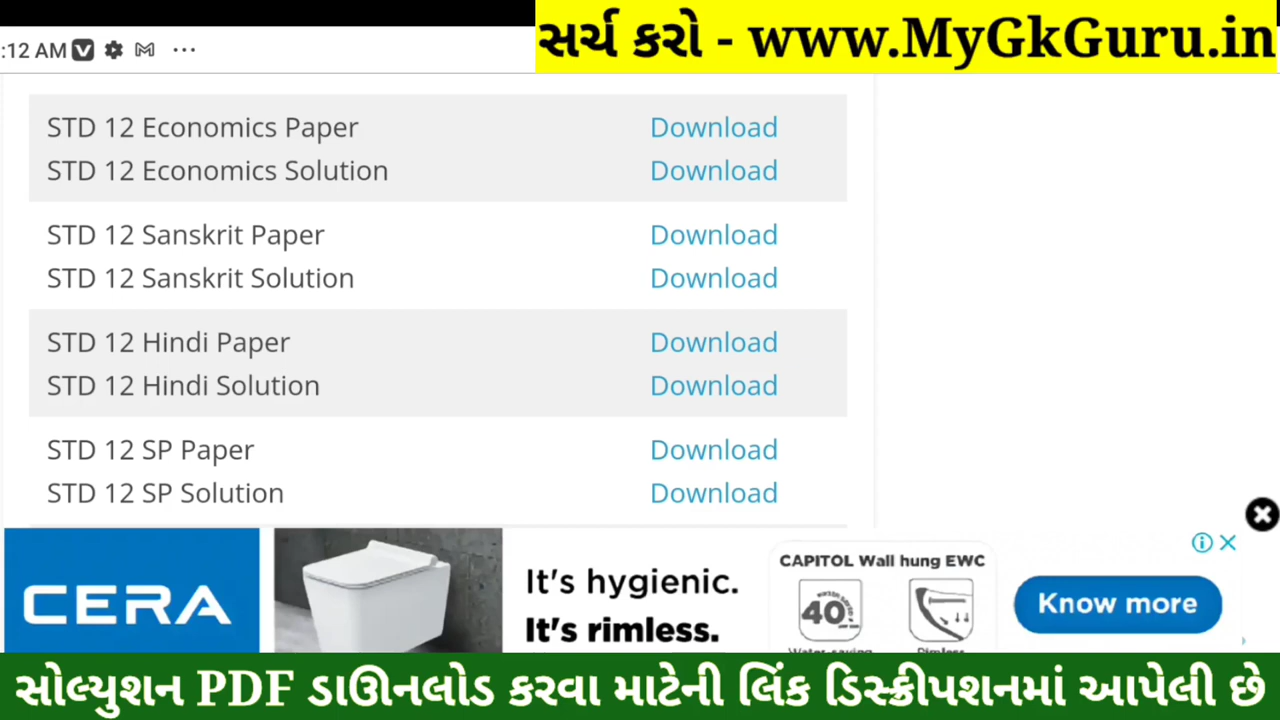 સર્ચ કરો - www.MyGkGuru.in
:12 AM
STD 12 Economics Paper Download
STD 12 Economics Solution Download
STD 12 Sanskrit Paper Download
STD 12 Sanskrit Solution Download
STD 12 Hindi Paper Download
STD 12 Hindi Solution Download
STD 12 SP Paper Download
STD 12 SP Solution Download
CERA
It's hygienic.
It's rimless.
CAPITOL Wall hung EWC
40
Water-saving Rimless
Know more
સોલ્યુશન PDF ડાઊનલોડ કરવા માટેની લિંક ડિસ્ક્રીપશનમાં આપેલી છે